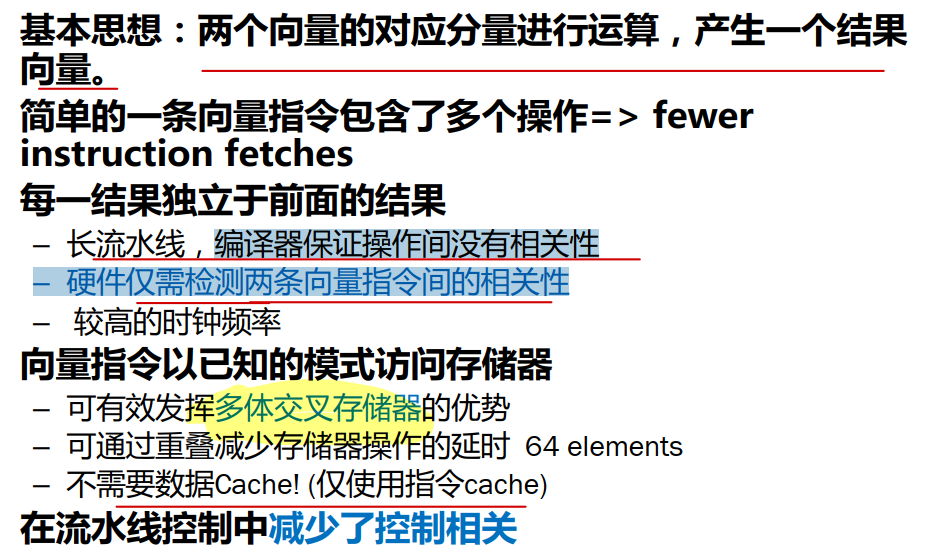 基本思想：两个向量的对应分量进行运算，产生一个结果
向量。
简单的一条向量指令包含了多个操作=> fewer
instruction fetches
每一结果独立于前面的结果
– 长流水线，编译器保证操作间没有相关性
– 硬件仅需检测两条向量指令间的相关性
– 较高的时钟频率
向量指令以已知的模式访问存储器
– 可有效发挥多体交叉存储器的优势
– 可通过重叠减少存储器操作的延时 64 elements
– 不需要数据Cache! (仅使用指令cache)
在流水线控制中减少了控制相关